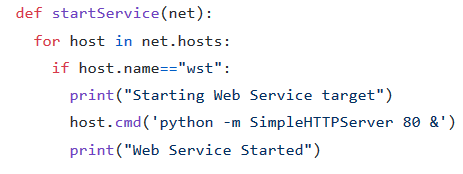 def startService(net):
  for host in net.hosts:
    if host.name=="wst":
      print("Starting Web Service target")
      host.cmd('python -m SimpleHTTPServer 80 &')
      print("Web Service Started")